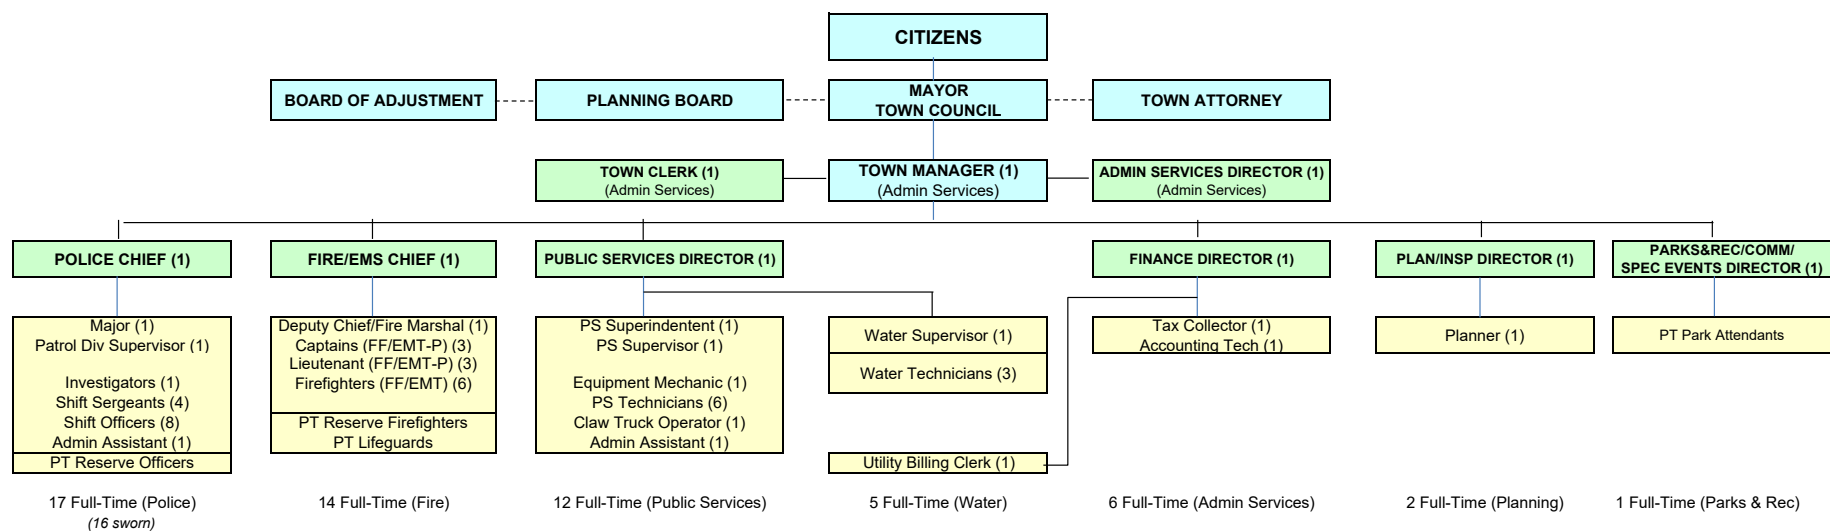 CITIZENS
BOARD OF ADJUSTMENT
PLANNING BOARD
MAYOR
TOWN COUNCIL
TOWN ATTORNEY
TOWN CLERK (1)
(Admin Services)
TOWN MANAGER (1)
(Admin Services)
ADMIN SERVICES DIRECTOR (1)
(Admin Services)
POLICE CHIEF (1)
FIRE/EMS CHIEF (1)
PUBLIC SERVICES DIRECTOR (1)
FINANCE DIRECTOR (1)
PLAN/INSP DIRECTOR (1)
PARKS&REC/COMM/
SPEC EVENTS DIRECTOR (1)
Major (1)
Patrol Div Supervisor (1)
Investigators (1)
Shift Sergeants (4)
Shift Officers (8)
Admin Assistant (1)
PT Reserve Officers
Deputy Chief/Fire Marshal (1)
Captains (FF/EMT-P) (3)
Lieutenant (FF/EMT-P) (3)
Firefighters (FF/EMT) (6)
PT Reserve Firefighters
PT Lifeguards
PS Superindentent (1)
PS Supervisor (1)
Equipment Mechanic (1)
PS Technicians (6)
Claw Truck Operator (1)
Admin Assistant (1)
Water Supervisor (1)
Water Technicians (3)
Utility Billing Clerk (1)
Tax Collector (1)
Accounting Tech (1)
Planner (1)
PT Park Attendants
17 Full-Time (Police)
(16 sworn)
14 Full-Time (Fire)
12 Full-Time (Public Services)
5 Full-Time (Water)
6 Full-Time (Admin Services)
2 Full-Time (Planning)
1 Full-Time (Parks & Rec)